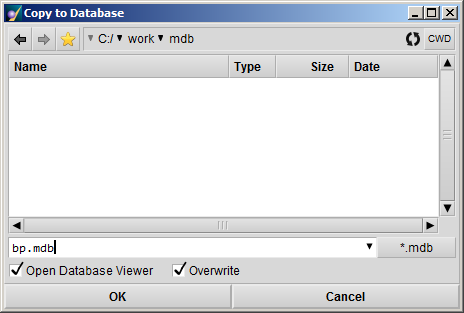 Copy to Database
C:/ work mdb CWD
Name Type Size Date
bp.mdb *.mdb
Open Database Viewer Overwrite
OK Cancel